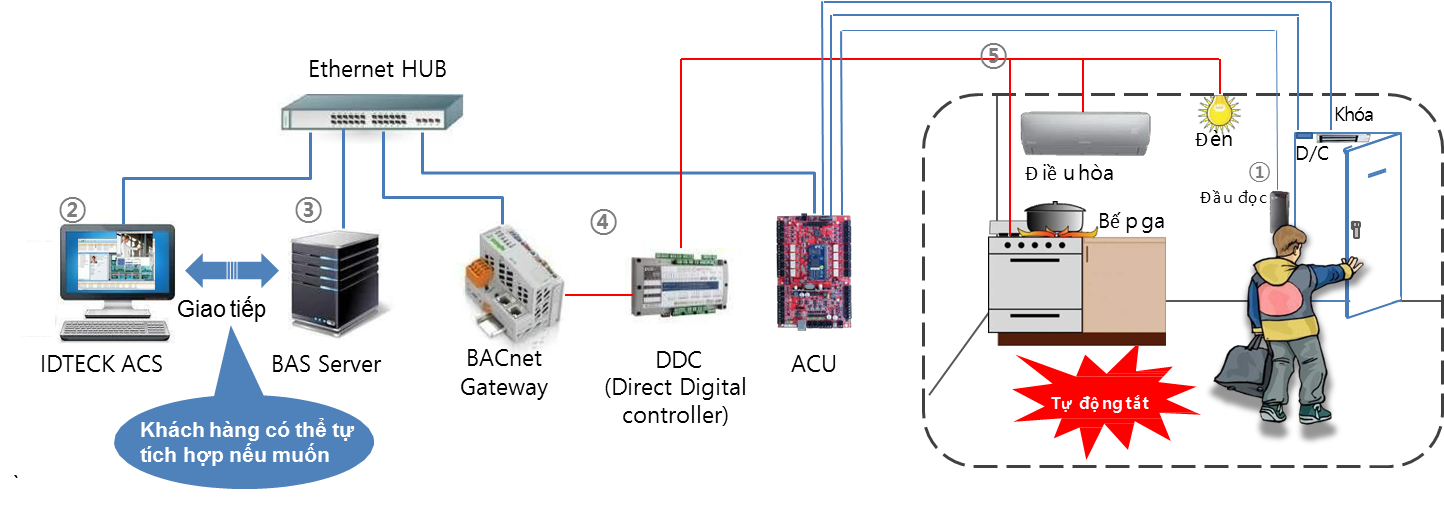 Ethernet HUB
②
IDTECK ACS
Giao tiếp
③
BAS Server
Khách hàng có thể tự
tích hợp nếu muốn
BACnet
Gateway
④
DDC
(Direct Digital
controller)
ACU
⑤
Điều hòa
Đèn
Khóa
D/C
①
Đầu đọc
Bếp ga
Tự động tắt
`